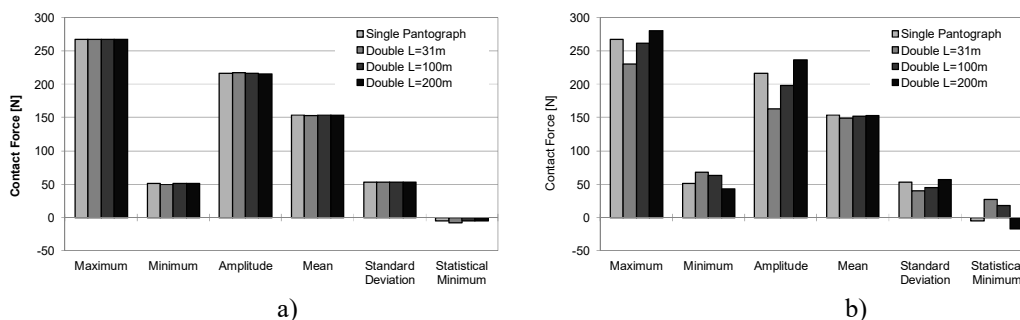 300
250
200
150
100
50
0
-50
Contact Force [N]
Single Pantograph
Double L=31m
Double L=100m
Double L=200m
Maximum
Minimum
Amplitude
Mean
Standard
Deviation
Statistical
Minimum
a)
300
250
200
150
100
50
0
-50
Contact Force [N]
Single Pantograph
Double L=31m
Double L=100m
Double L=200m
Maximum
Minimum
Amplitude
Mean
Standard
Deviation
Statistical
Minimum
b)